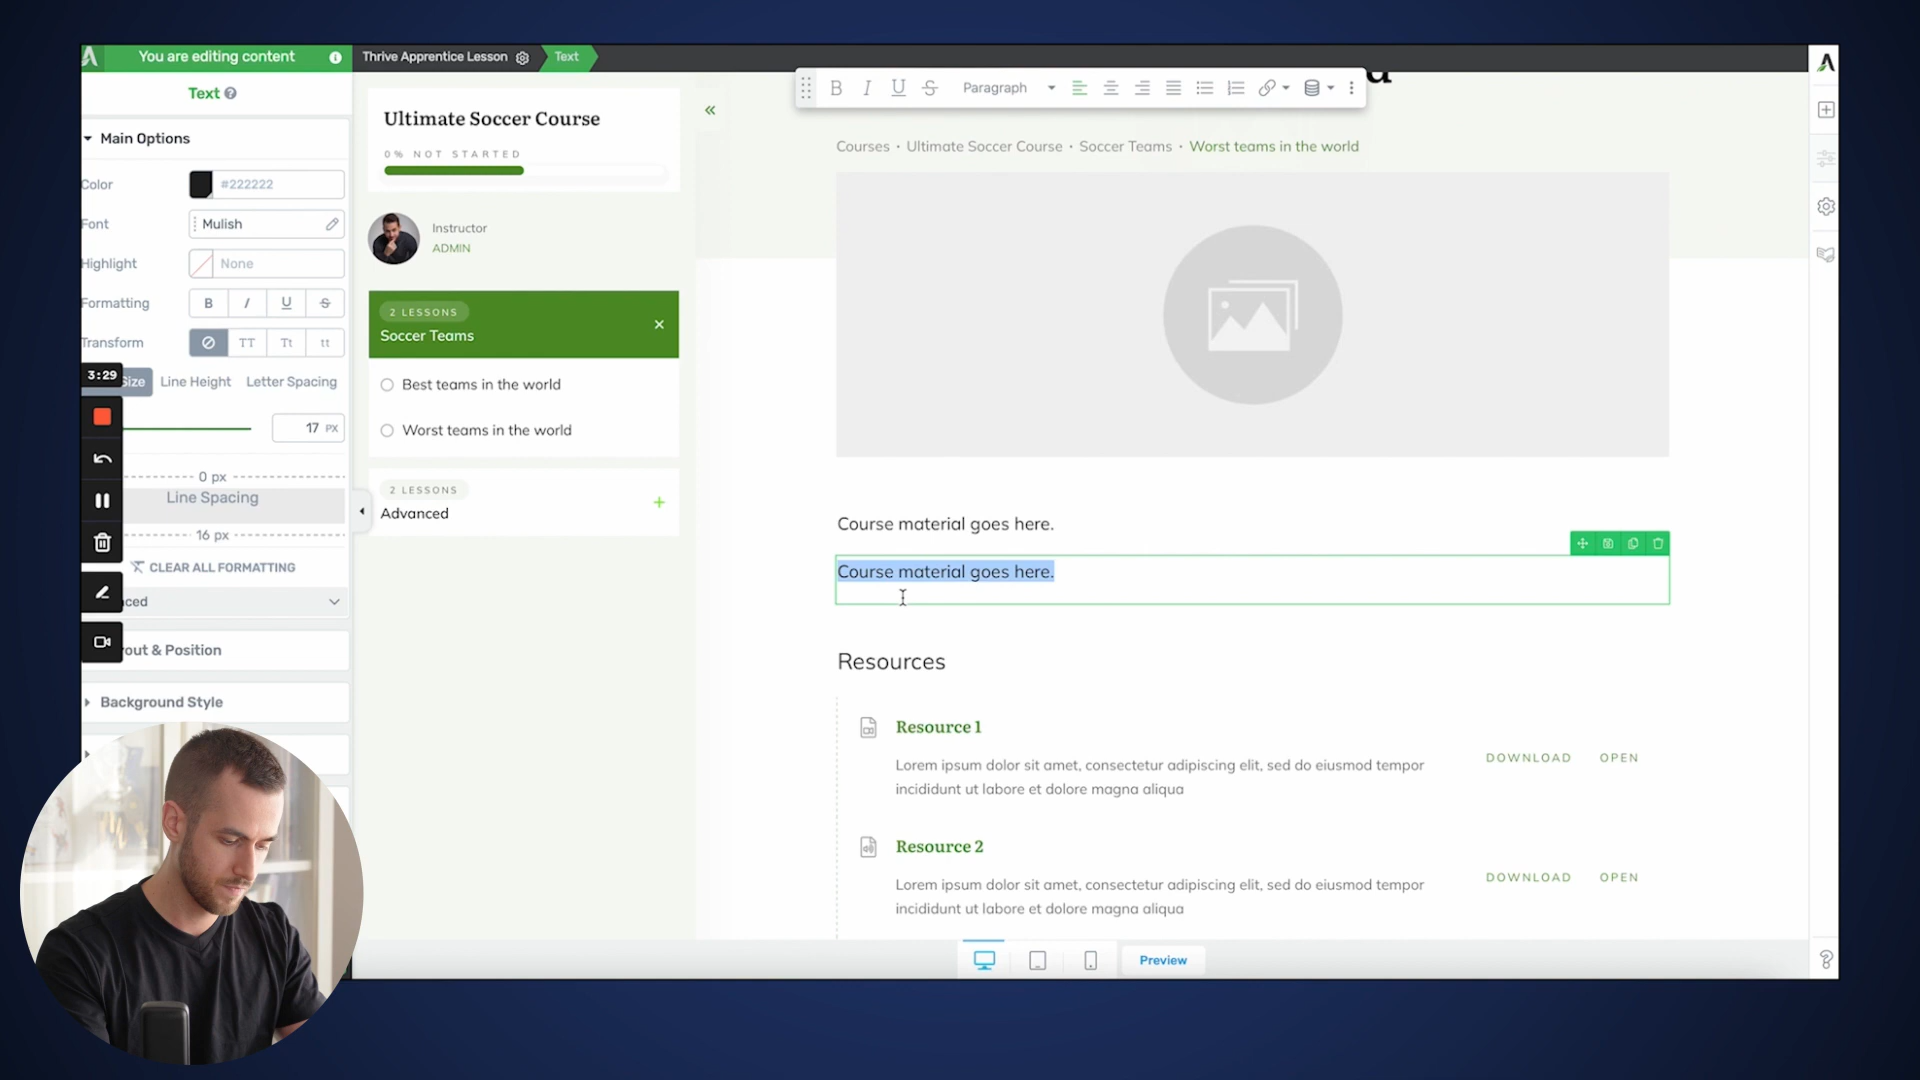 You are editing content
Thrive Apprentice Lesson
Text
Text
Main Options
Color
#222222
Font
Mulish
Highlight
None
Formatting
B I U S
Transform
TT Tt tt
3:29
Size
Line Height
Letter Spacing
17 PX
0 px
Line Spacing
16 px
CLEAR ALL FORMATTING
Background Style
Ultimate Soccer Course
0% NOT STARTED
Instructor
ADMIN
2 LESSONS
Soccer Teams
Best teams in the world
Worst teams in the world
2 LESSONS
Advanced
B I U S Paragraph
Courses • Ultimate Soccer Course • Soccer Teams • Worst teams in the world
Course material goes here.
Course material goes here.
Resources
Resource 1
Lorem ipsum dolor sit amet, consectetur adipiscing elit, sed do eiusmod tempor
incididunt ut labore et dolore magna aliqua
DOWNLOAD OPEN
Resource 2
Lorem ipsum dolor sit amet, consectetur adipiscing elit, sed do eiusmod tempor
incididunt ut labore et dolore magna aliqua
DOWNLOAD OPEN
Preview